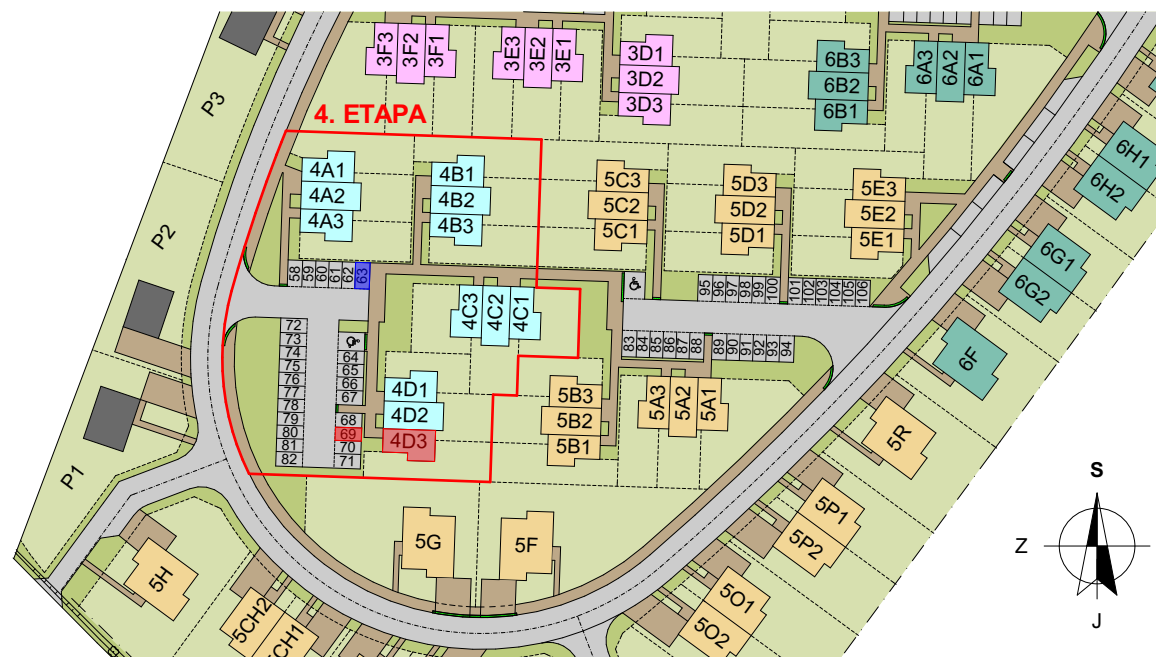 3F3
3F2
3F1
3E3
3E2
3E1
3D1
3D2
3D3
6B3
6B2
6B1
6A3
6A2
6A1
P3
4. ETAPA
6H1
6H2
4A1
4A2
4A3
4B1
4B2
4B3
5C3
5C2
5C1
5D3
5D2
5D1
5E3
5E2
5E1
P2
6G1
6G2
58
59
60
61
62
63
95
96
97
98
99
100
101
102
103
104
105
106
4C3
4C2
4C1
72
73
74
75
76
77
78
79
80
81
82
64
65
66
67
68
69
70
71
83
84
85
86
87
88
89
90
91
92
93
94
6F
4D1
4D2
4D3
5B3
5B2
5B1
5A3
5A2
5A1
5R
P1
5P1
5P2
5G
5F
5H
5O1
5O2
5CH2
5CH1
S
Z
J